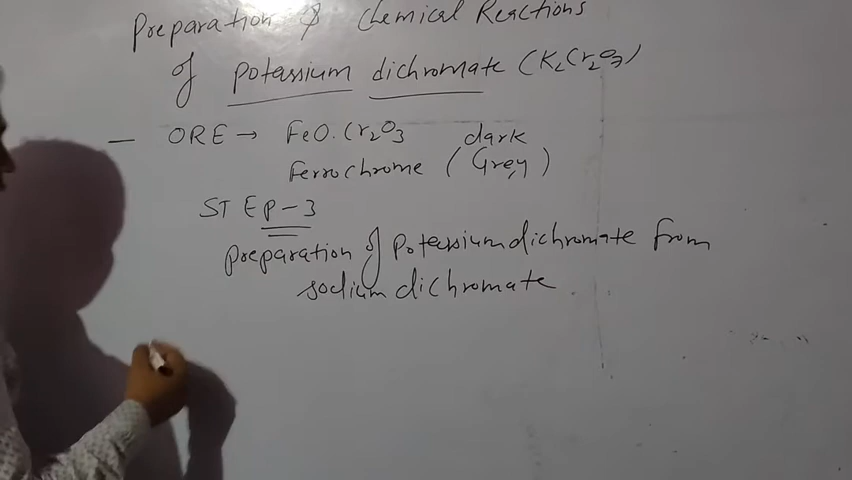 Preparation & Chemical Reactions
of potassium dichromate (K2Cr2O7)
— ORE → FeO.Cr2O3 dark
Ferrochrome (Grey)
STEP-3
preparation of Potassium dichromate from
sodium dichromate